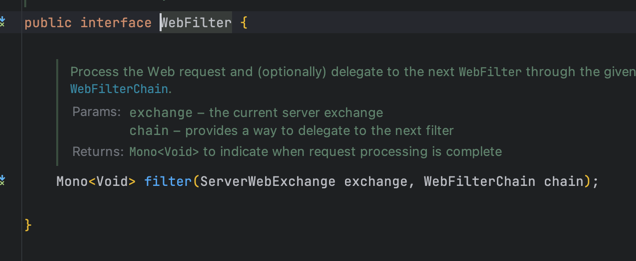 public interface WebFilter {
Process the Web request and (optionally) delegate to the next WebFilter through the given
WebFilterChain.
Params: exchange – the current server exchange
chain – provides a way to delegate to the next filter
Returns: Mono<Void> to indicate when request processing is complete
Mono<Void> filter(ServerWebExchange exchange, WebFilterChain chain);
}